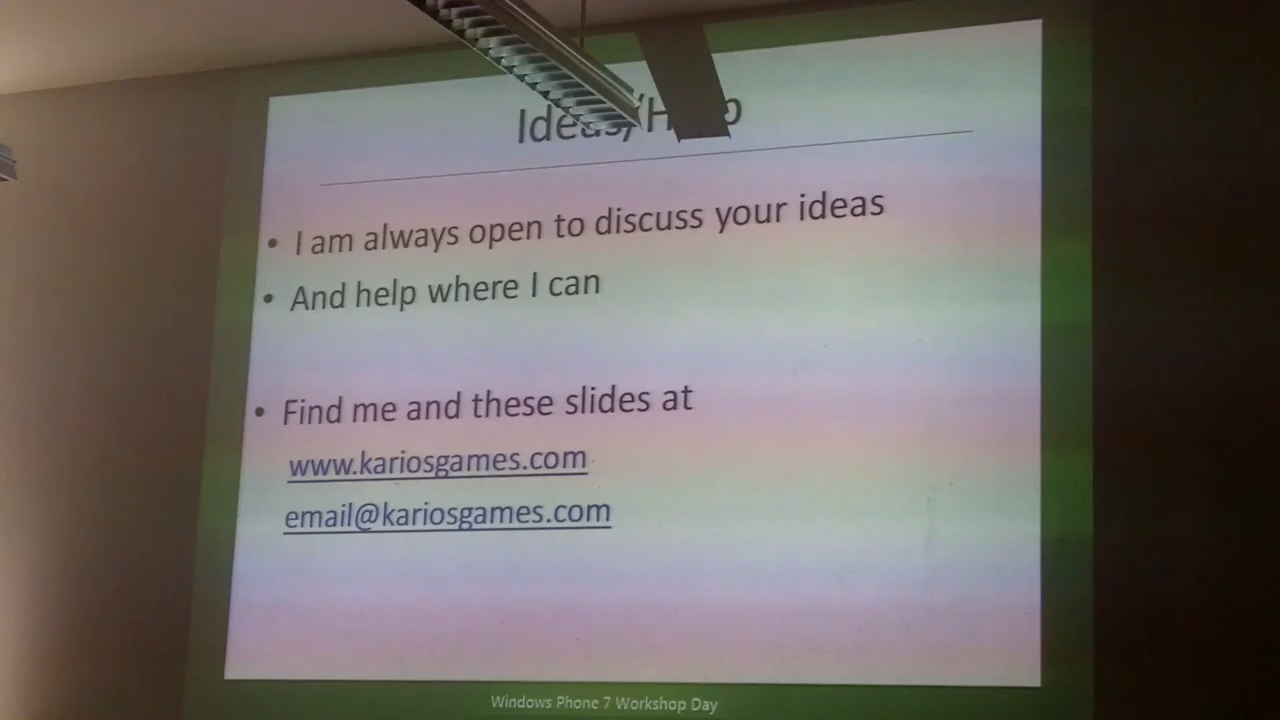 Ideas/Help
• I am always open to discuss your ideas
• And help where I can
• Find me and these slides at
www.kariosgames.com
email@kariosgames.com
Windows Phone 7 Workshop Day